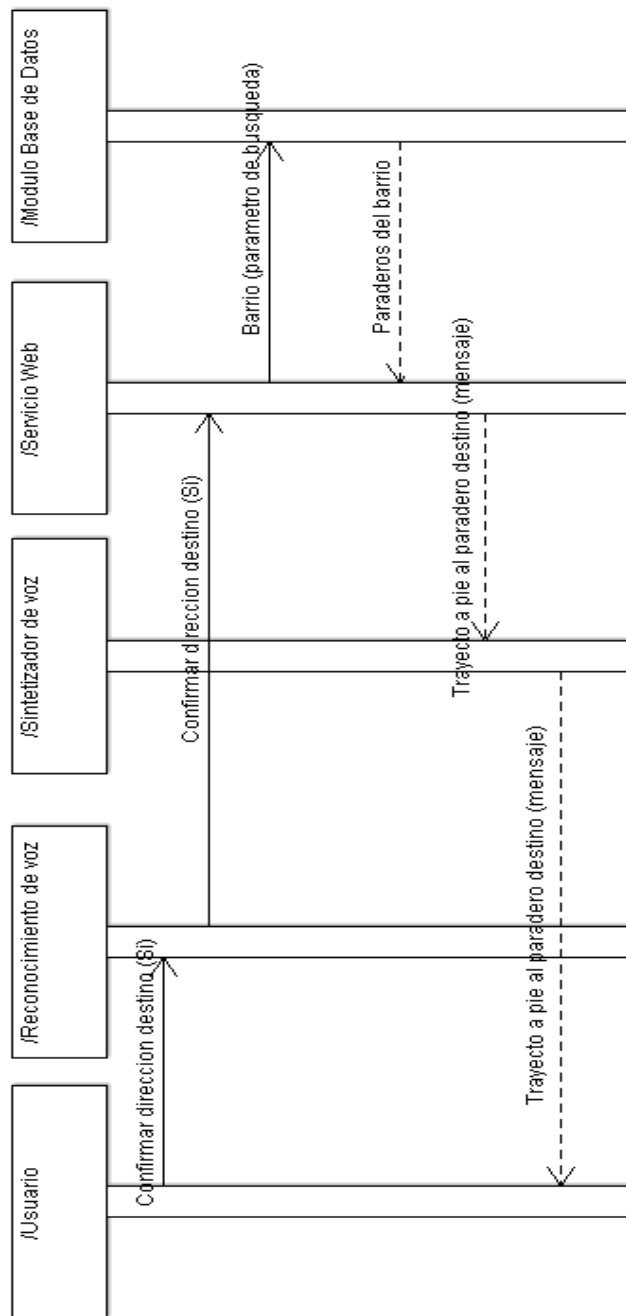 /Usuario
/Reconocimiento de voz
/Sintetizador de voz
/Servicio Web
/Modulo Base de Datos
Confirmar direccion destino (Si)
Confirmar direccion destino (Si)
Barrio (parametro de busqueda)
Paraderos del barrio
Trayecto a pie al paradero destino (mensaje)
Trayecto a pie al paradero destino (mensaje)